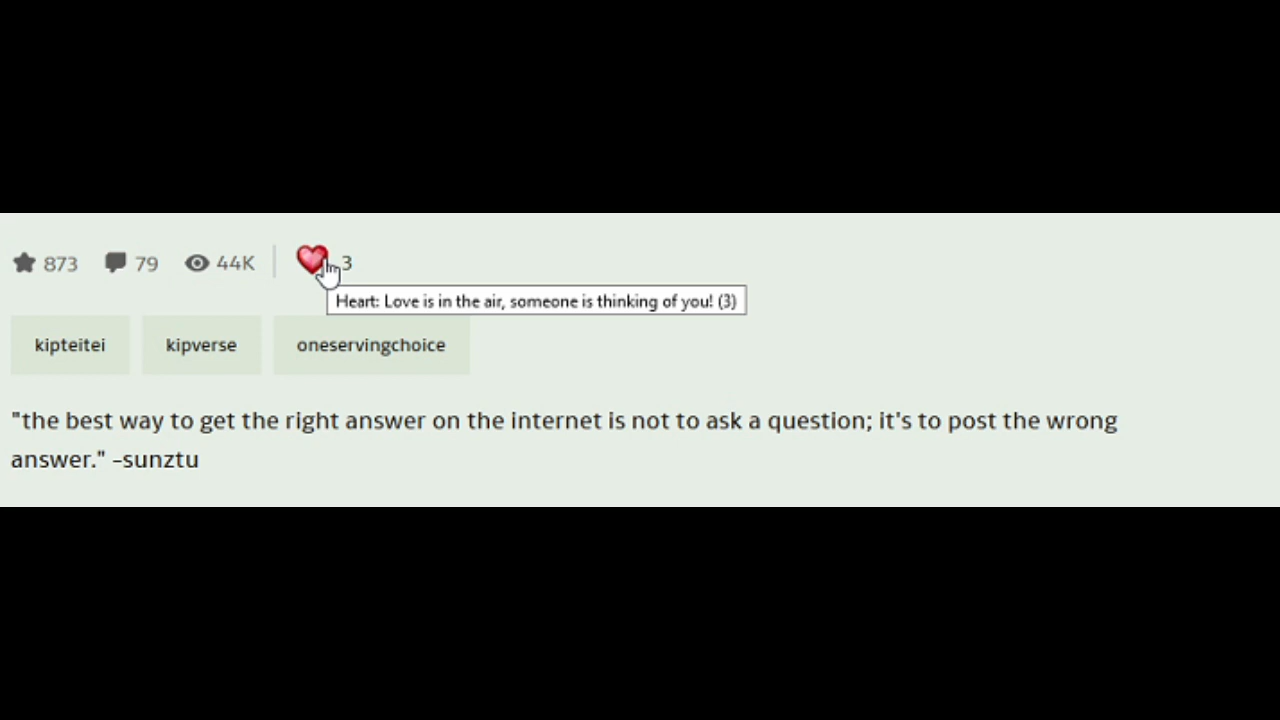 873 79 44K 3
Heart: Love is in the air, someone is thinking of you! (3)
kipteitei kipverse oneservingchoice
"the best way to get the right answer on the internet is not to ask a question; it's to post the wrong
answer." -sunztu